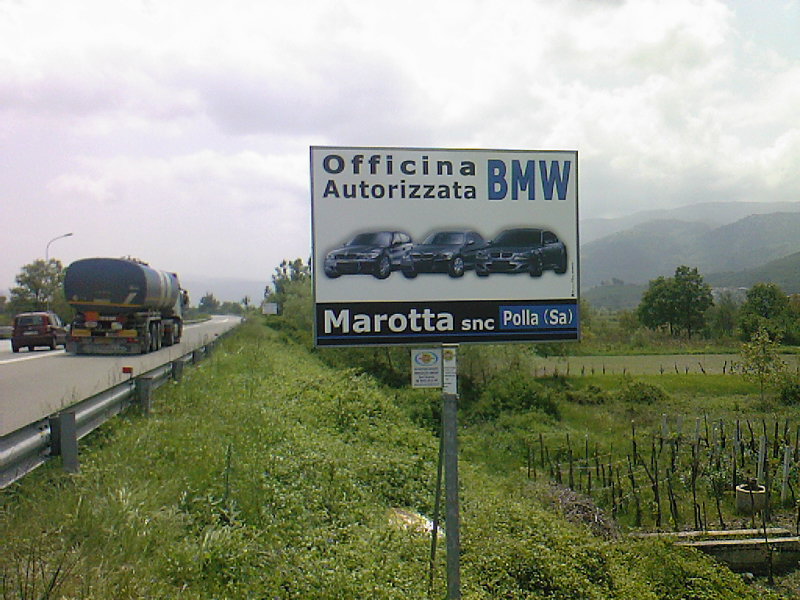 Officina
Autorizzata BMW
Marotta snc Polla (Sa)